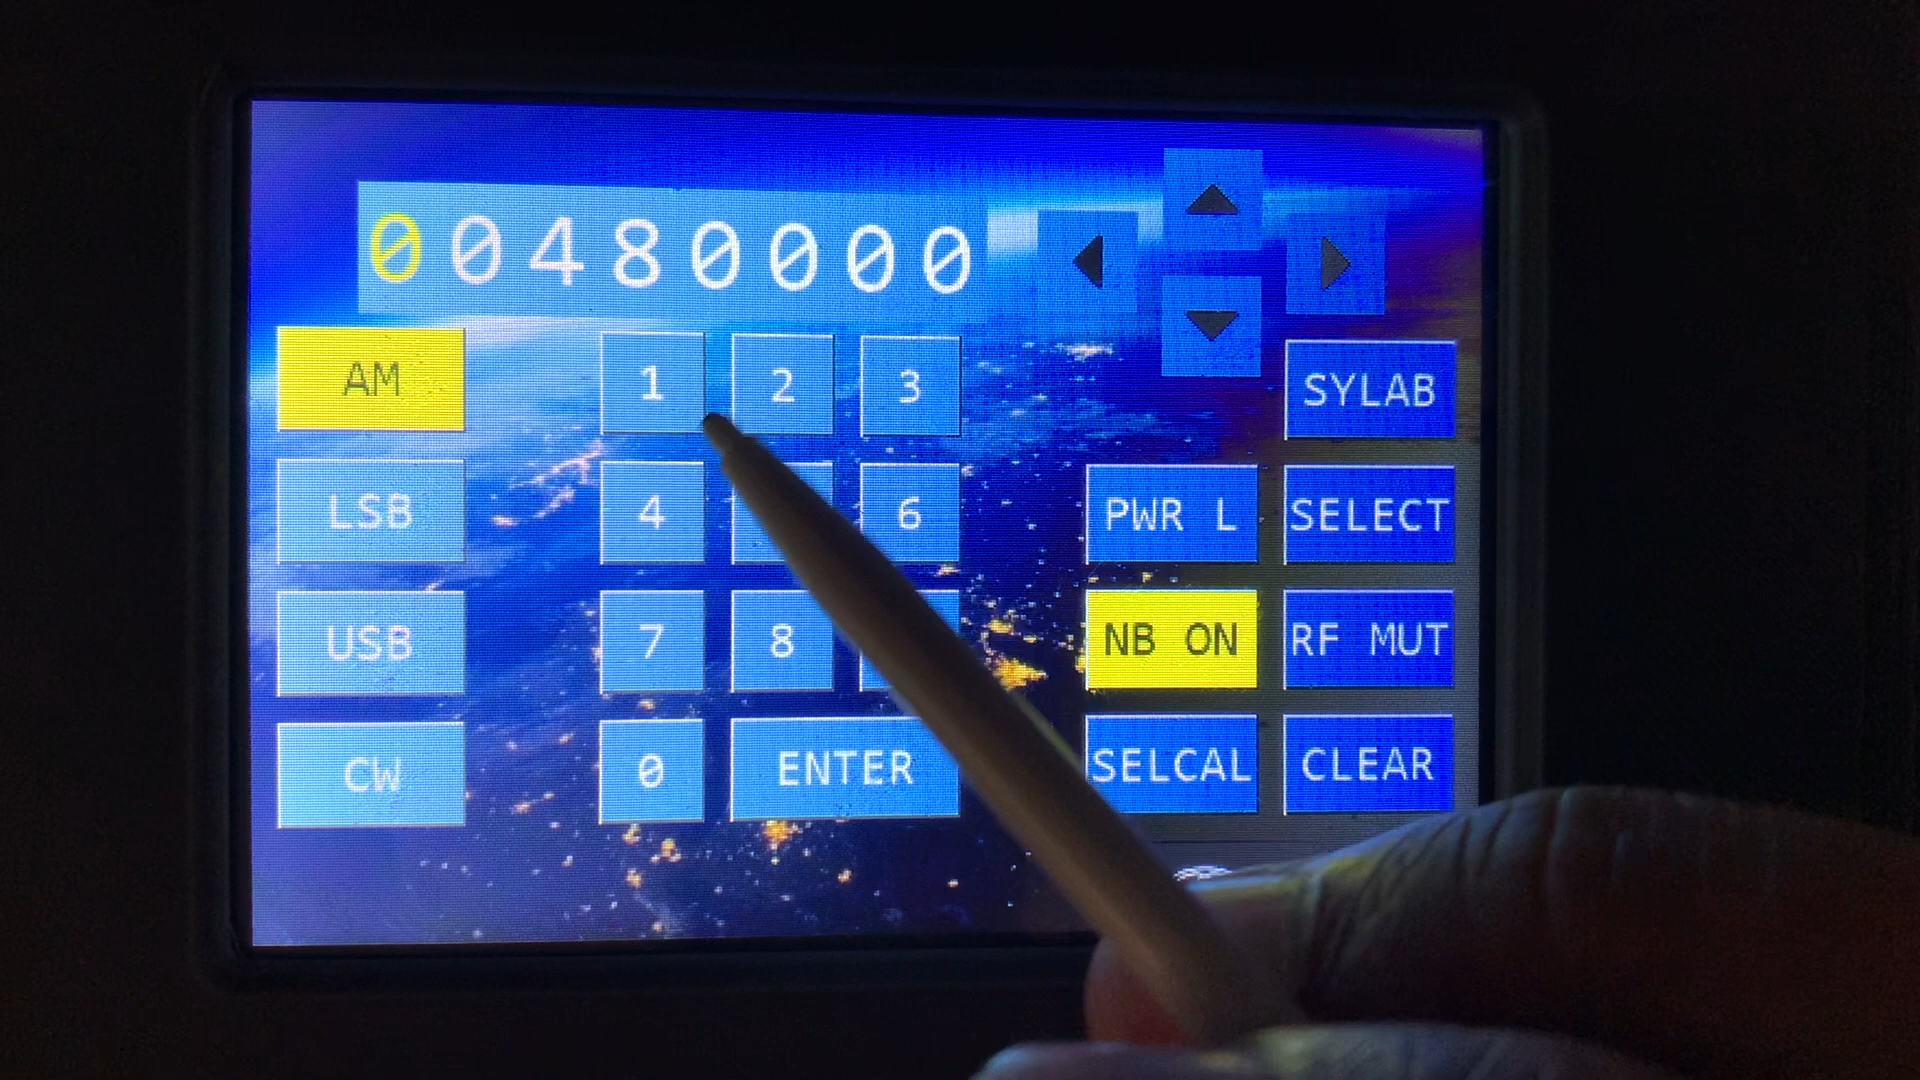 00480000
AM 1 2 3 SYLAB
LSB 4 6 PWR L SELECT
USB 7 8 NB ON RF MUT
CW 0 ENTER SELCAL CLEAR